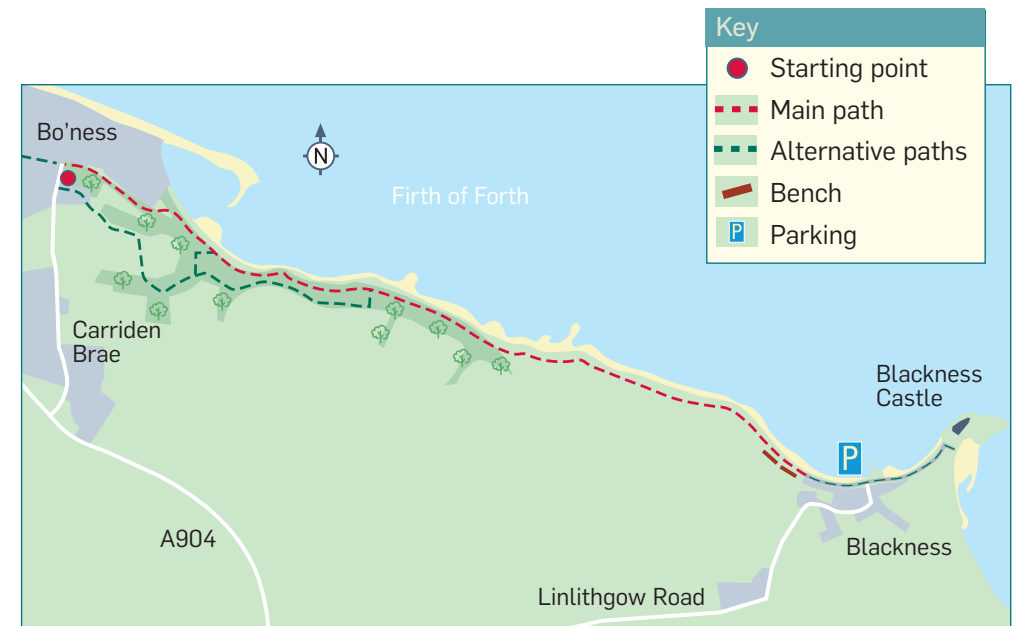 Key
Starting point
Main path
Alternative paths
Bench
P Parking
Bo'ness
N
Firth of Forth
Carriden
Brae
Blackness
Castle
P
A904
Blackness
Linlithgow Road